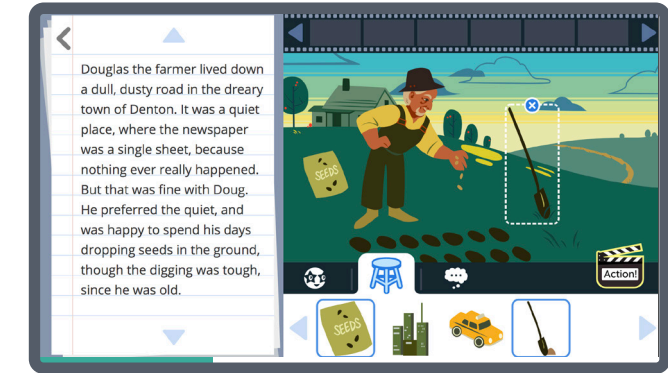 Douglas the farmer lived down
a dull, dusty road in the dreary
town of Denton. It was a quiet
place, where the newspaper
was a single sheet, because
nothing ever really happened.
But that was fine with Doug.
He preferred the quiet, and
was happy to spend his days
dropping seeds in the ground,
though the digging was tough,
since he was old.
SEEDS
Action!
SEEDS